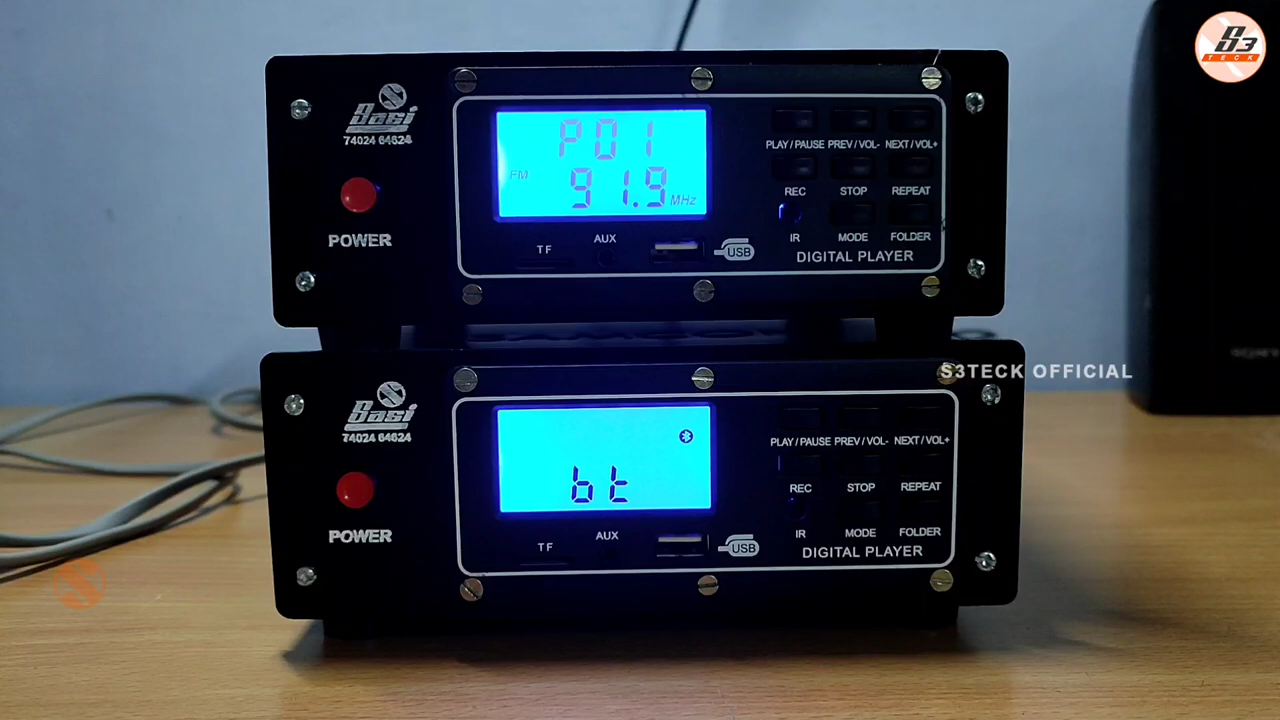 S3
TECK
Sasi
74024 64624
POWER
P01
FM
91.9 MHz
PLAY / PAUSE PREV / VOL- NEXT / VOL+
REC STOP REPEAT
IR MODE FOLDER
TF AUX USB
DIGITAL PLAYER
S3TECK OFFICIAL
Sasi
74024 64624
POWER
bt
PLAY / PAUSE PREV / VOL- NEXT / VOL+
REC STOP REPEAT
IR MODE FOLDER
TF AUX USB
DIGITAL PLAYER